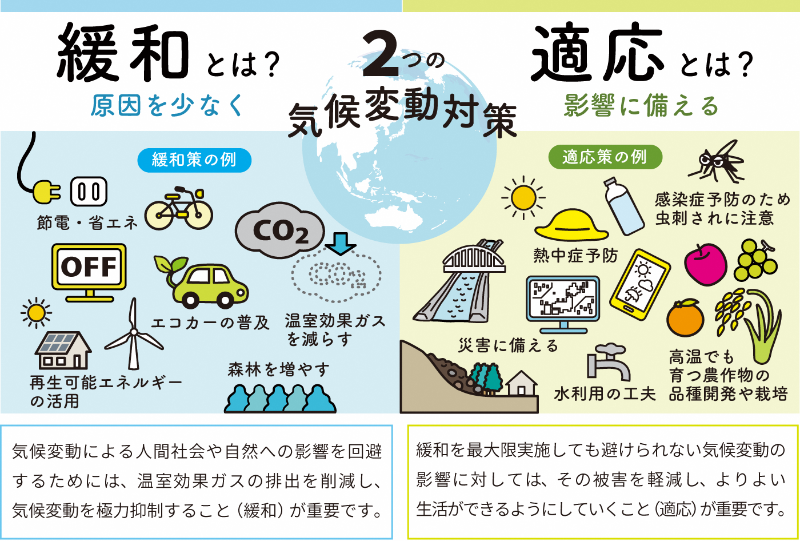 緩和とは？
原因を少なく
2つの
気候変動対策
適応とは？
影響に備える
緩和策の例
節電・省エネ
OFF
CO2
エコカーの普及
温室効果ガス
を減らす
再生可能エネルギー
の活用
森林を増やす
適応策の例
感染症予防のため
虫刺されに注意
熱中症予防
災害に備える
水利用の工夫
高温でも
育つ農作物の
品種開発や栽培
気候変動による人間社会や自然への影響を回避
するためには、温室効果ガスの排出を削減し、
気候変動を極力抑制すること（緩和）が重要です。
緩和を最大限実施しても避けられない気候変動の
影響に対しては、その被害を軽減し、よりよい
生活ができるようにしていくこと（適応）が重要です。